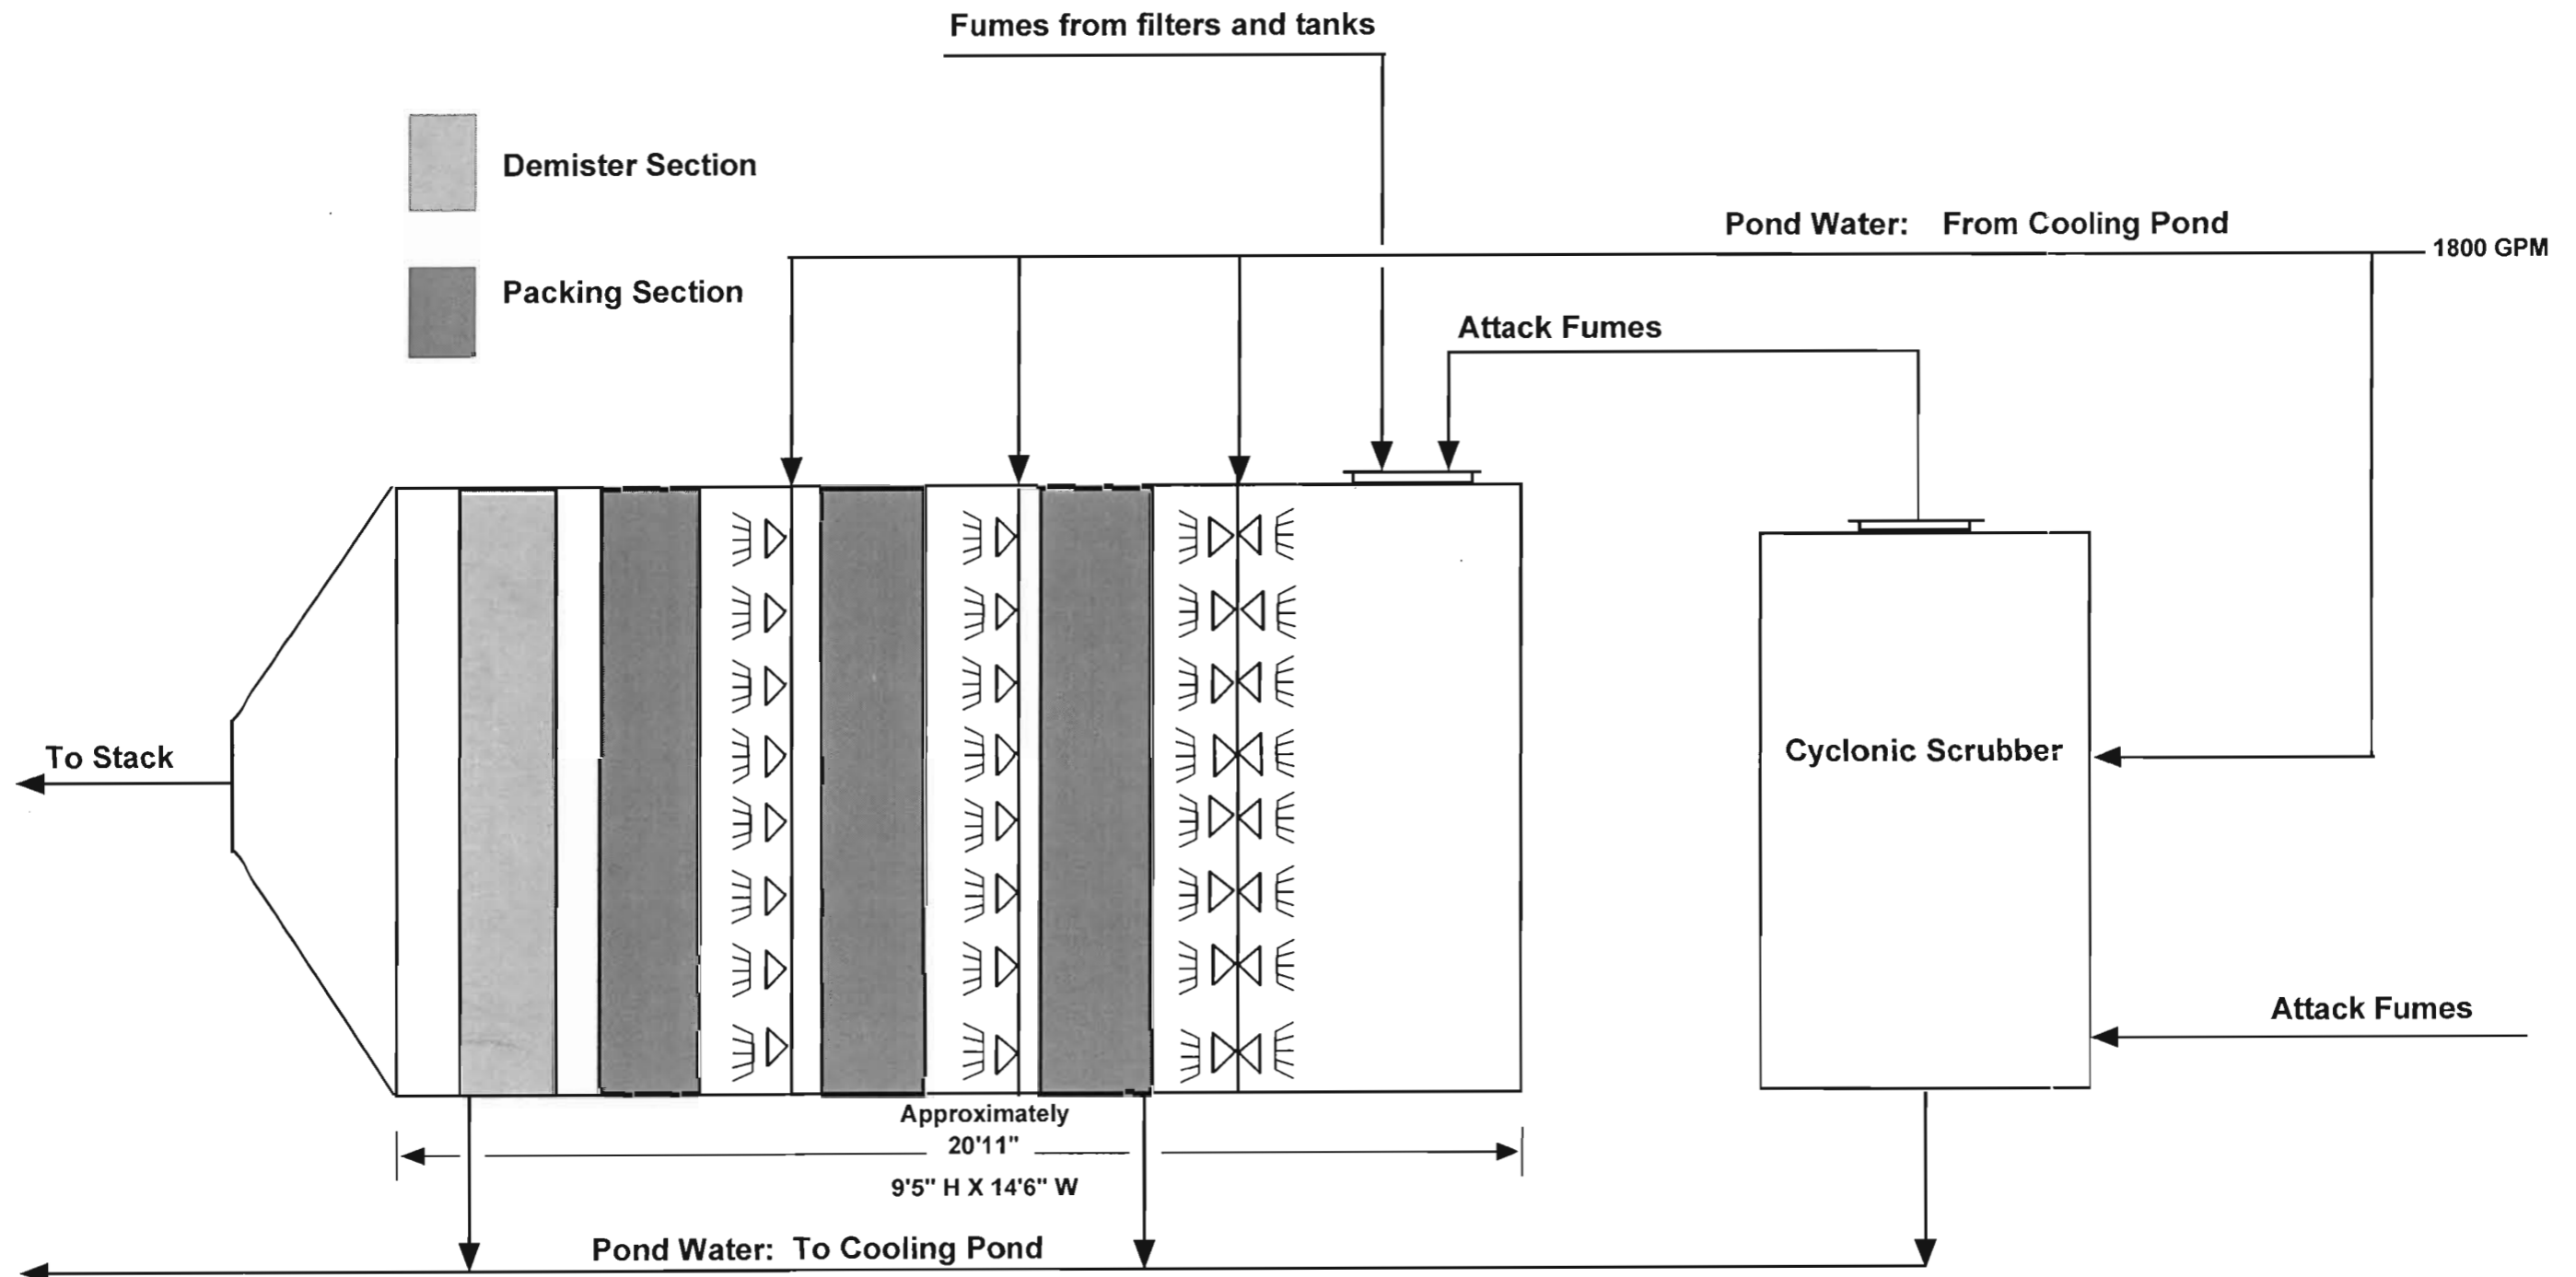 Fumes from filters and tanks
Demister Section
Pond Water: From Cooling Pond
1800 GPM
Packing Section
Attack Fumes
To Stack
Cyclonic Scrubber
Attack Fumes
Approximately
20'11"
9'5" H X 14'6" W
Pond Water: To Cooling Pond